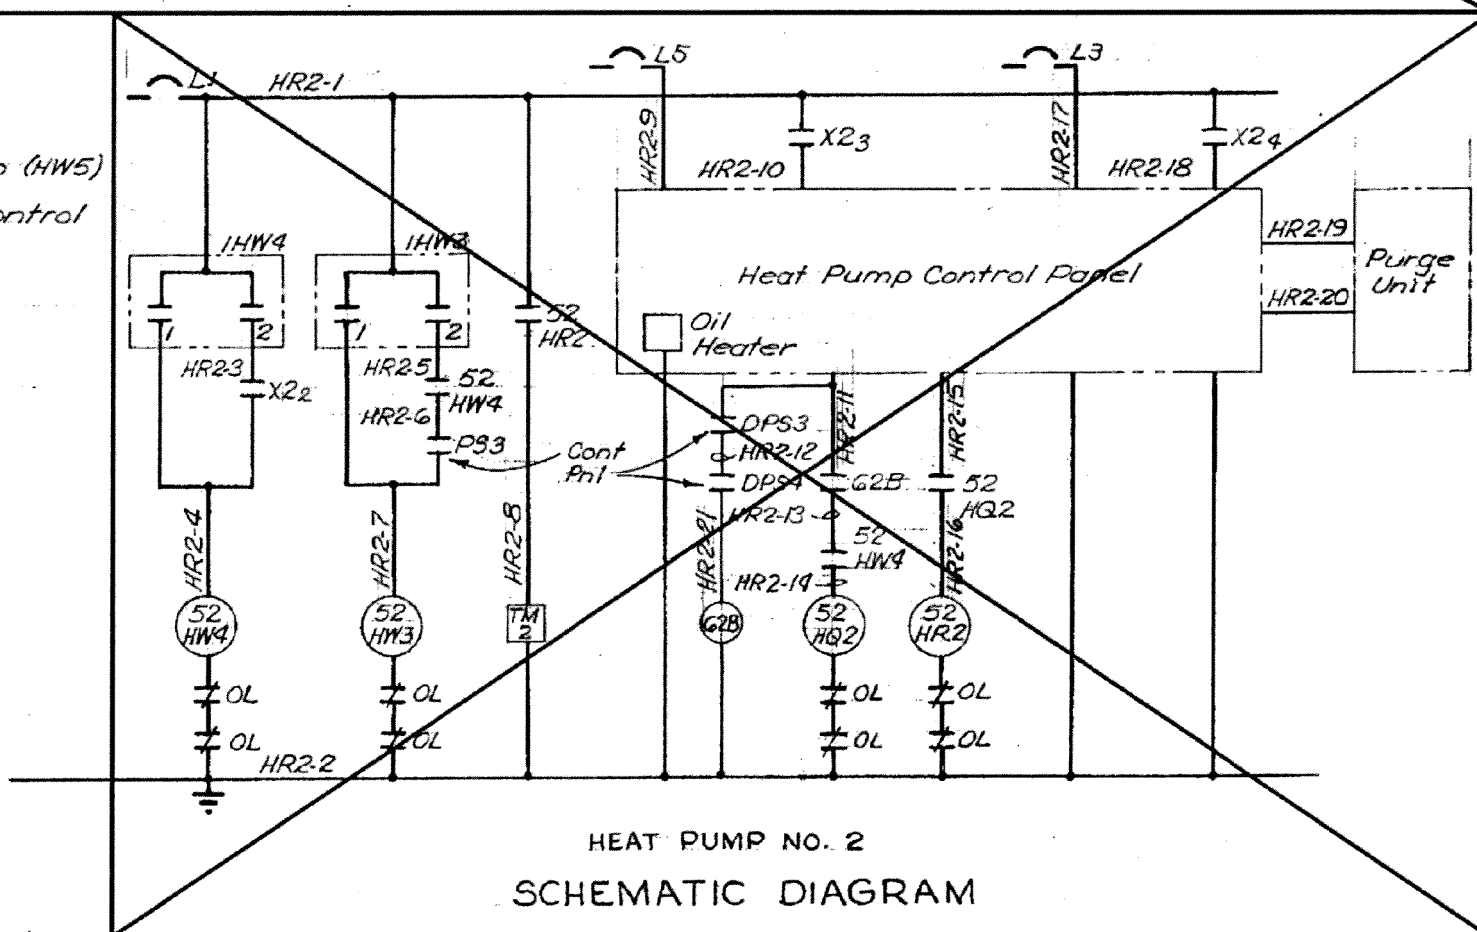 L1
HR2-1
L5
L3
HR2-9
X23
HR2-17
X24
(HW5)
HR2-10
HR2-18
ontrol
1HW4
1HW3
HR2-19
Heat Pump Control Panel
Purge
Unit
HR2-20
1
2
1
2
52
HR2
Oil
Heater
HR2-3
X22
HR2-5
52
HW4
HR2-6
PS3
Cont
Pnl
DPS3
HR2-12
DPS4
HR2-11
HR2-15
62B
52
HQ2
HR2-13
HR2-4
HR2-7
HR2-8
HR2-21
52
HW4
HR2-16
HR2-14
52
HW4
52
HW3
TM
2
62B
52
HQ2
52
HR2
OL
OL
OL
OL
OL
OL
OL
OL
HR2-2
HEAT PUMP NO. 2
SCHEMATIC DIAGRAM